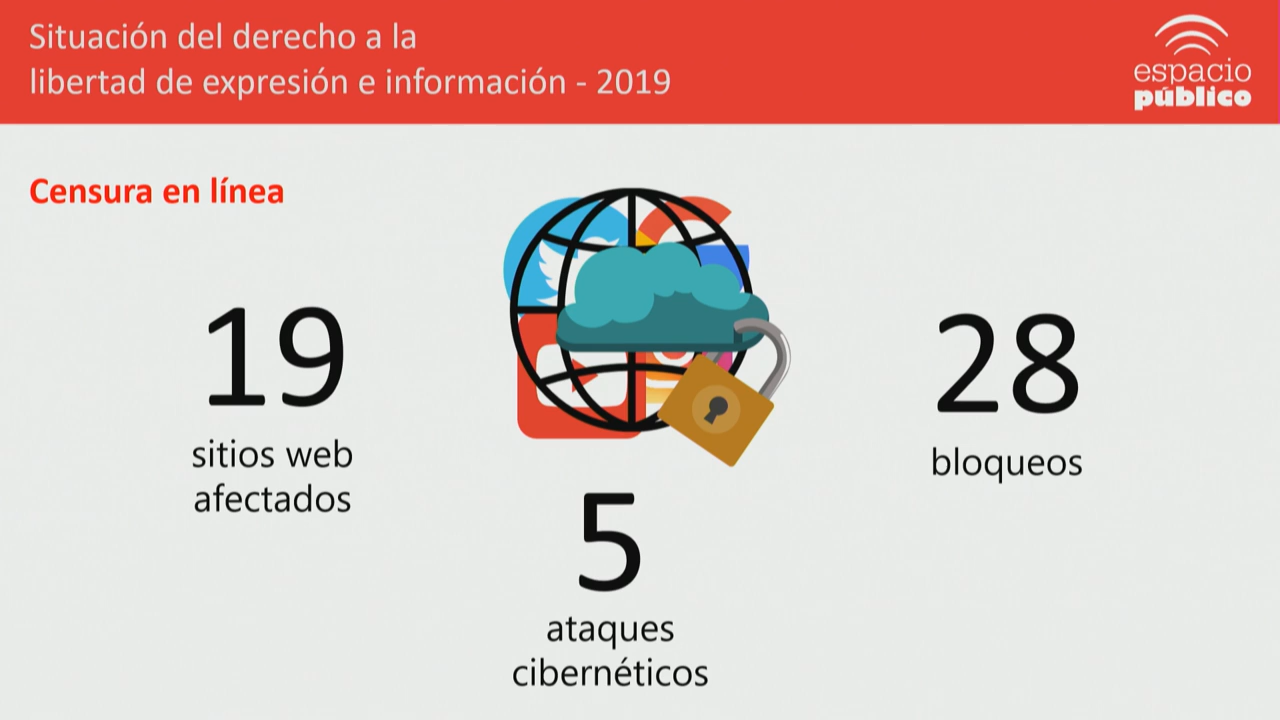 Situación del derecho a la
libertad de expresión e información - 2019
espacio
público
Censura en línea
19
sitios web
afectados
28
bloqueos
5
ataques
cibernéticos